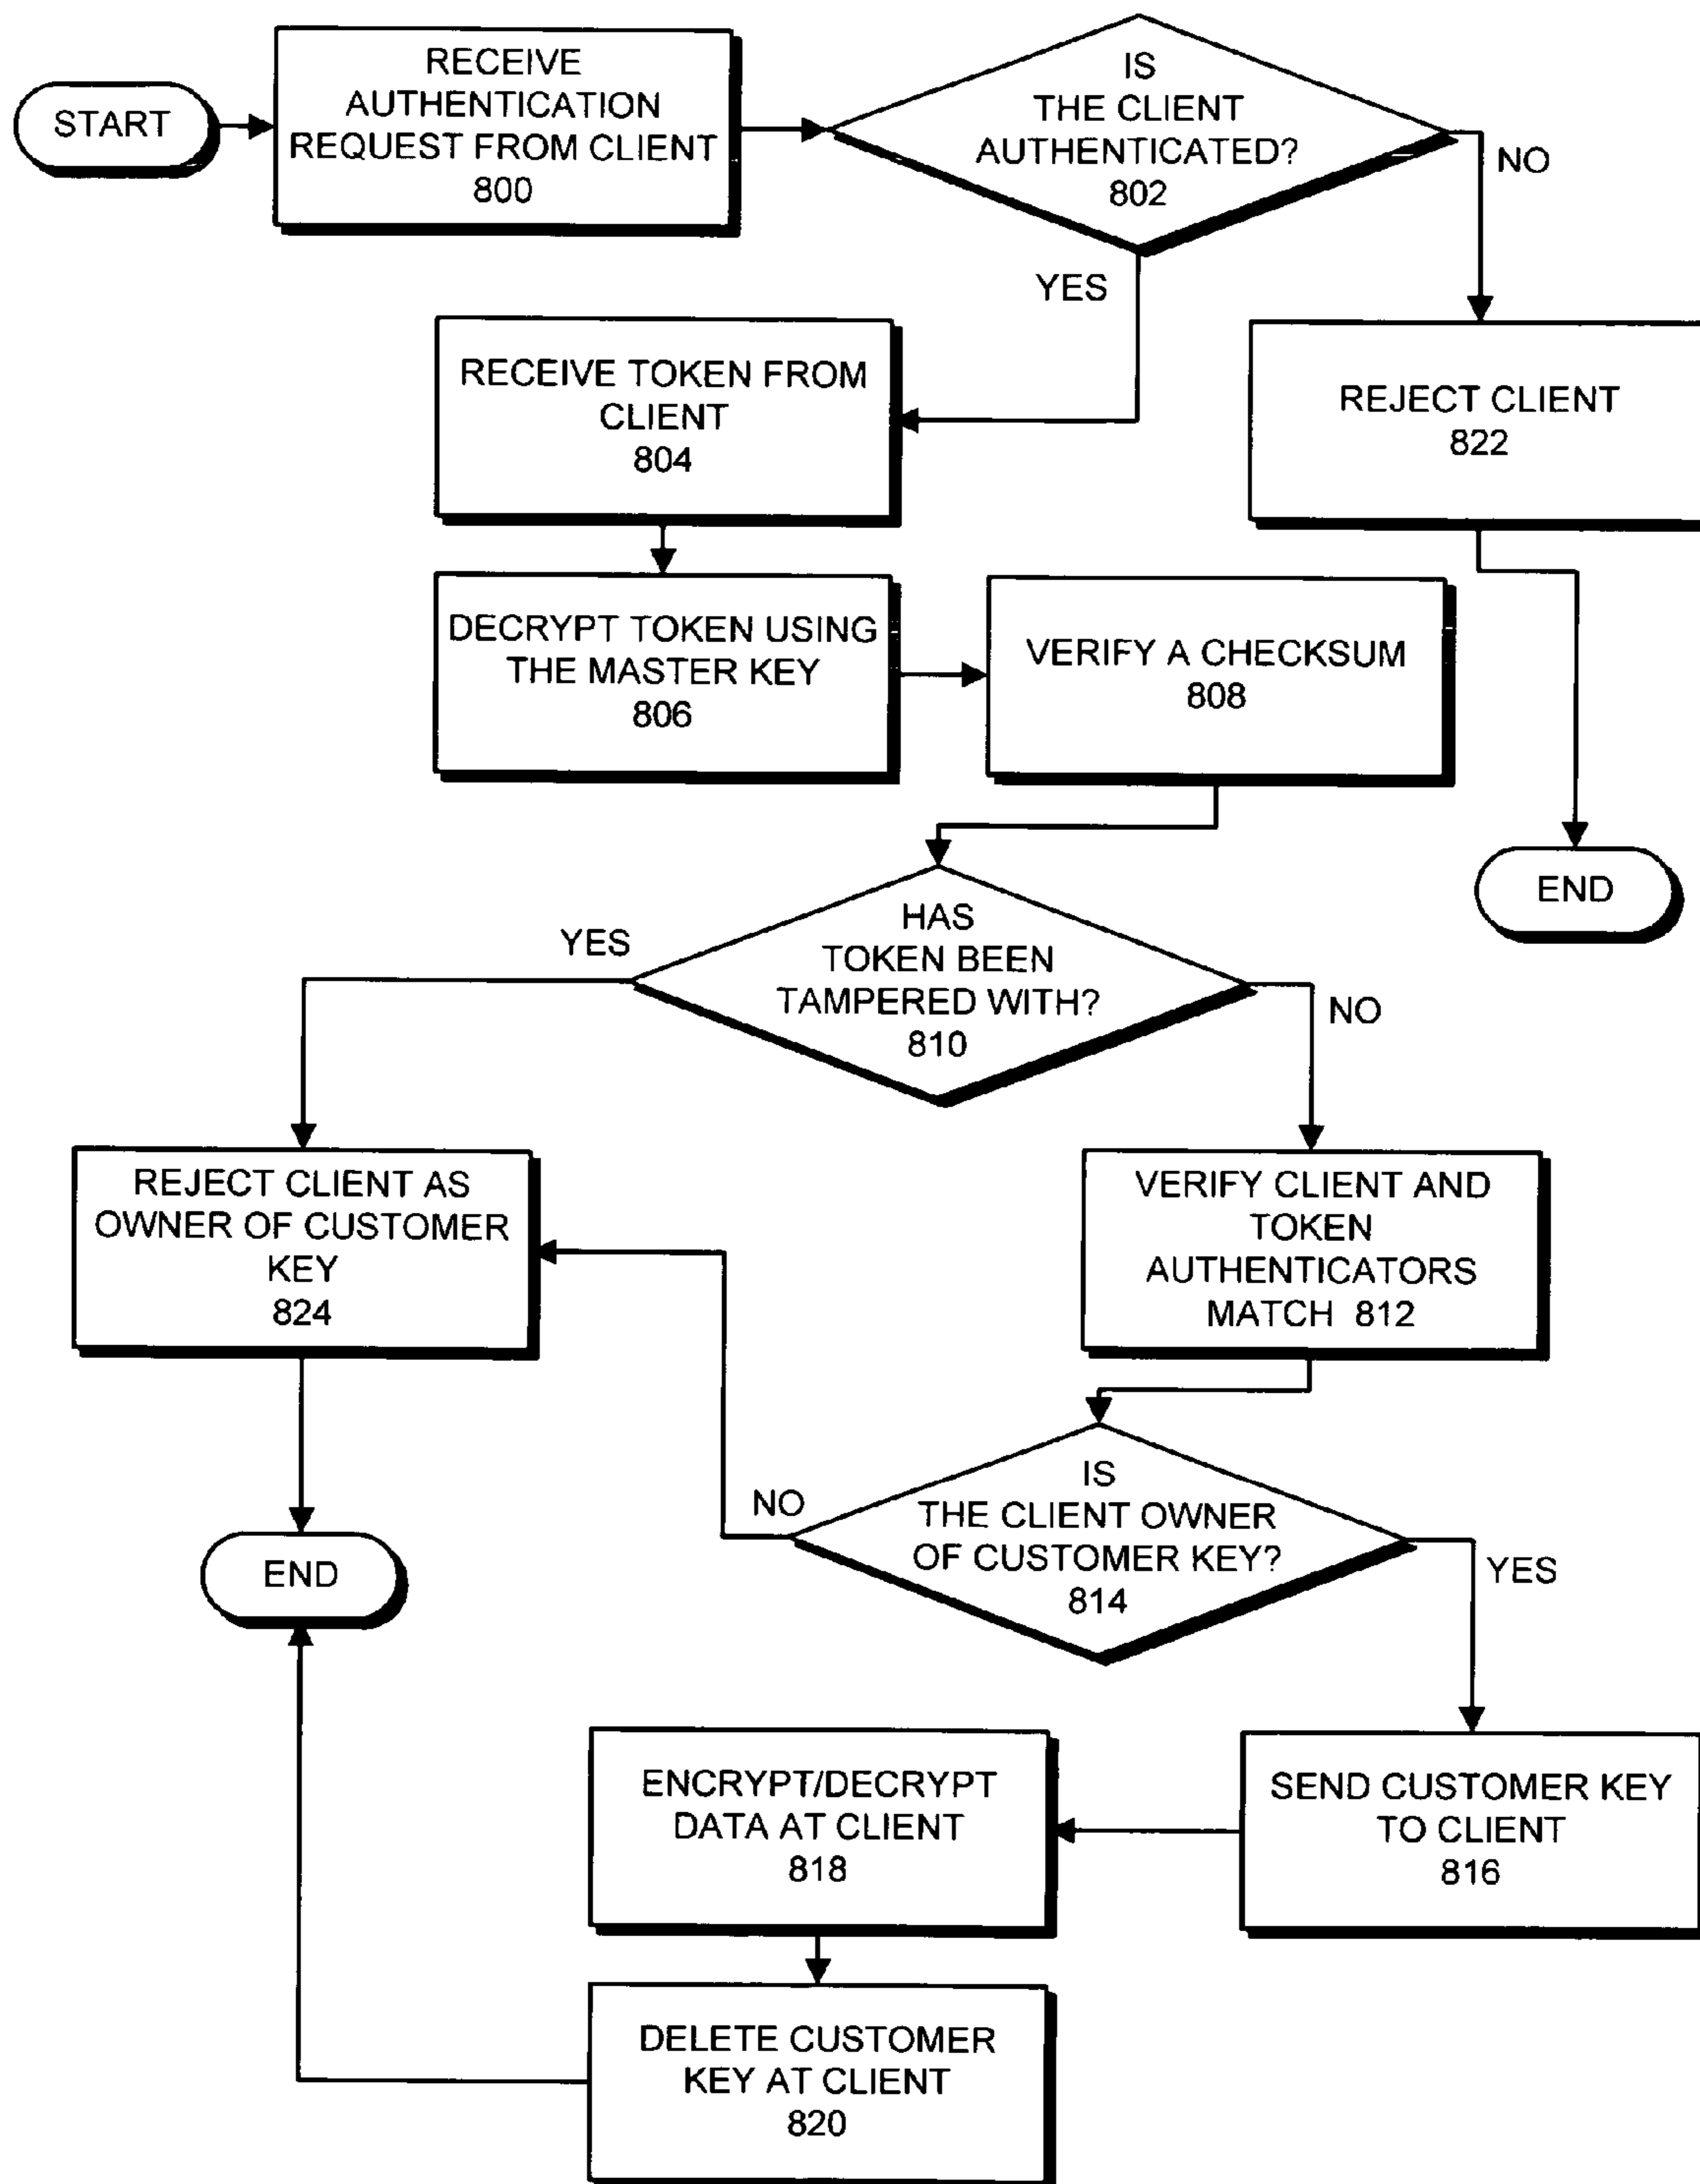 START
RECEIVE
AUTHENTICATION
REQUEST FROM CLIENT
800
IS
THE CLIENT
AUTHENTICATED?
802
NO
YES
RECEIVE TOKEN FROM
CLIENT
804
REJECT CLIENT
822
DECRYPT TOKEN USING
THE MASTER KEY
806
VERIFY A CHECKSUM
808
END
HAS
TOKEN BEEN
TAMPERED WITH?
810
YES
NO
REJECT CLIENT AS
OWNER OF CUSTOMER
KEY
824
VERIFY CLIENT AND
TOKEN
AUTHENTICATORS
MATCH 812
IS
THE CLIENT OWNER
OF CUSTOMER KEY?
814
NO
YES
END
ENCRYPT/DECRYPT
DATA AT CLIENT
818
SEND CUSTOMER KEY
TO CLIENT
816
DELETE CUSTOMER
KEY AT CLIENT
820